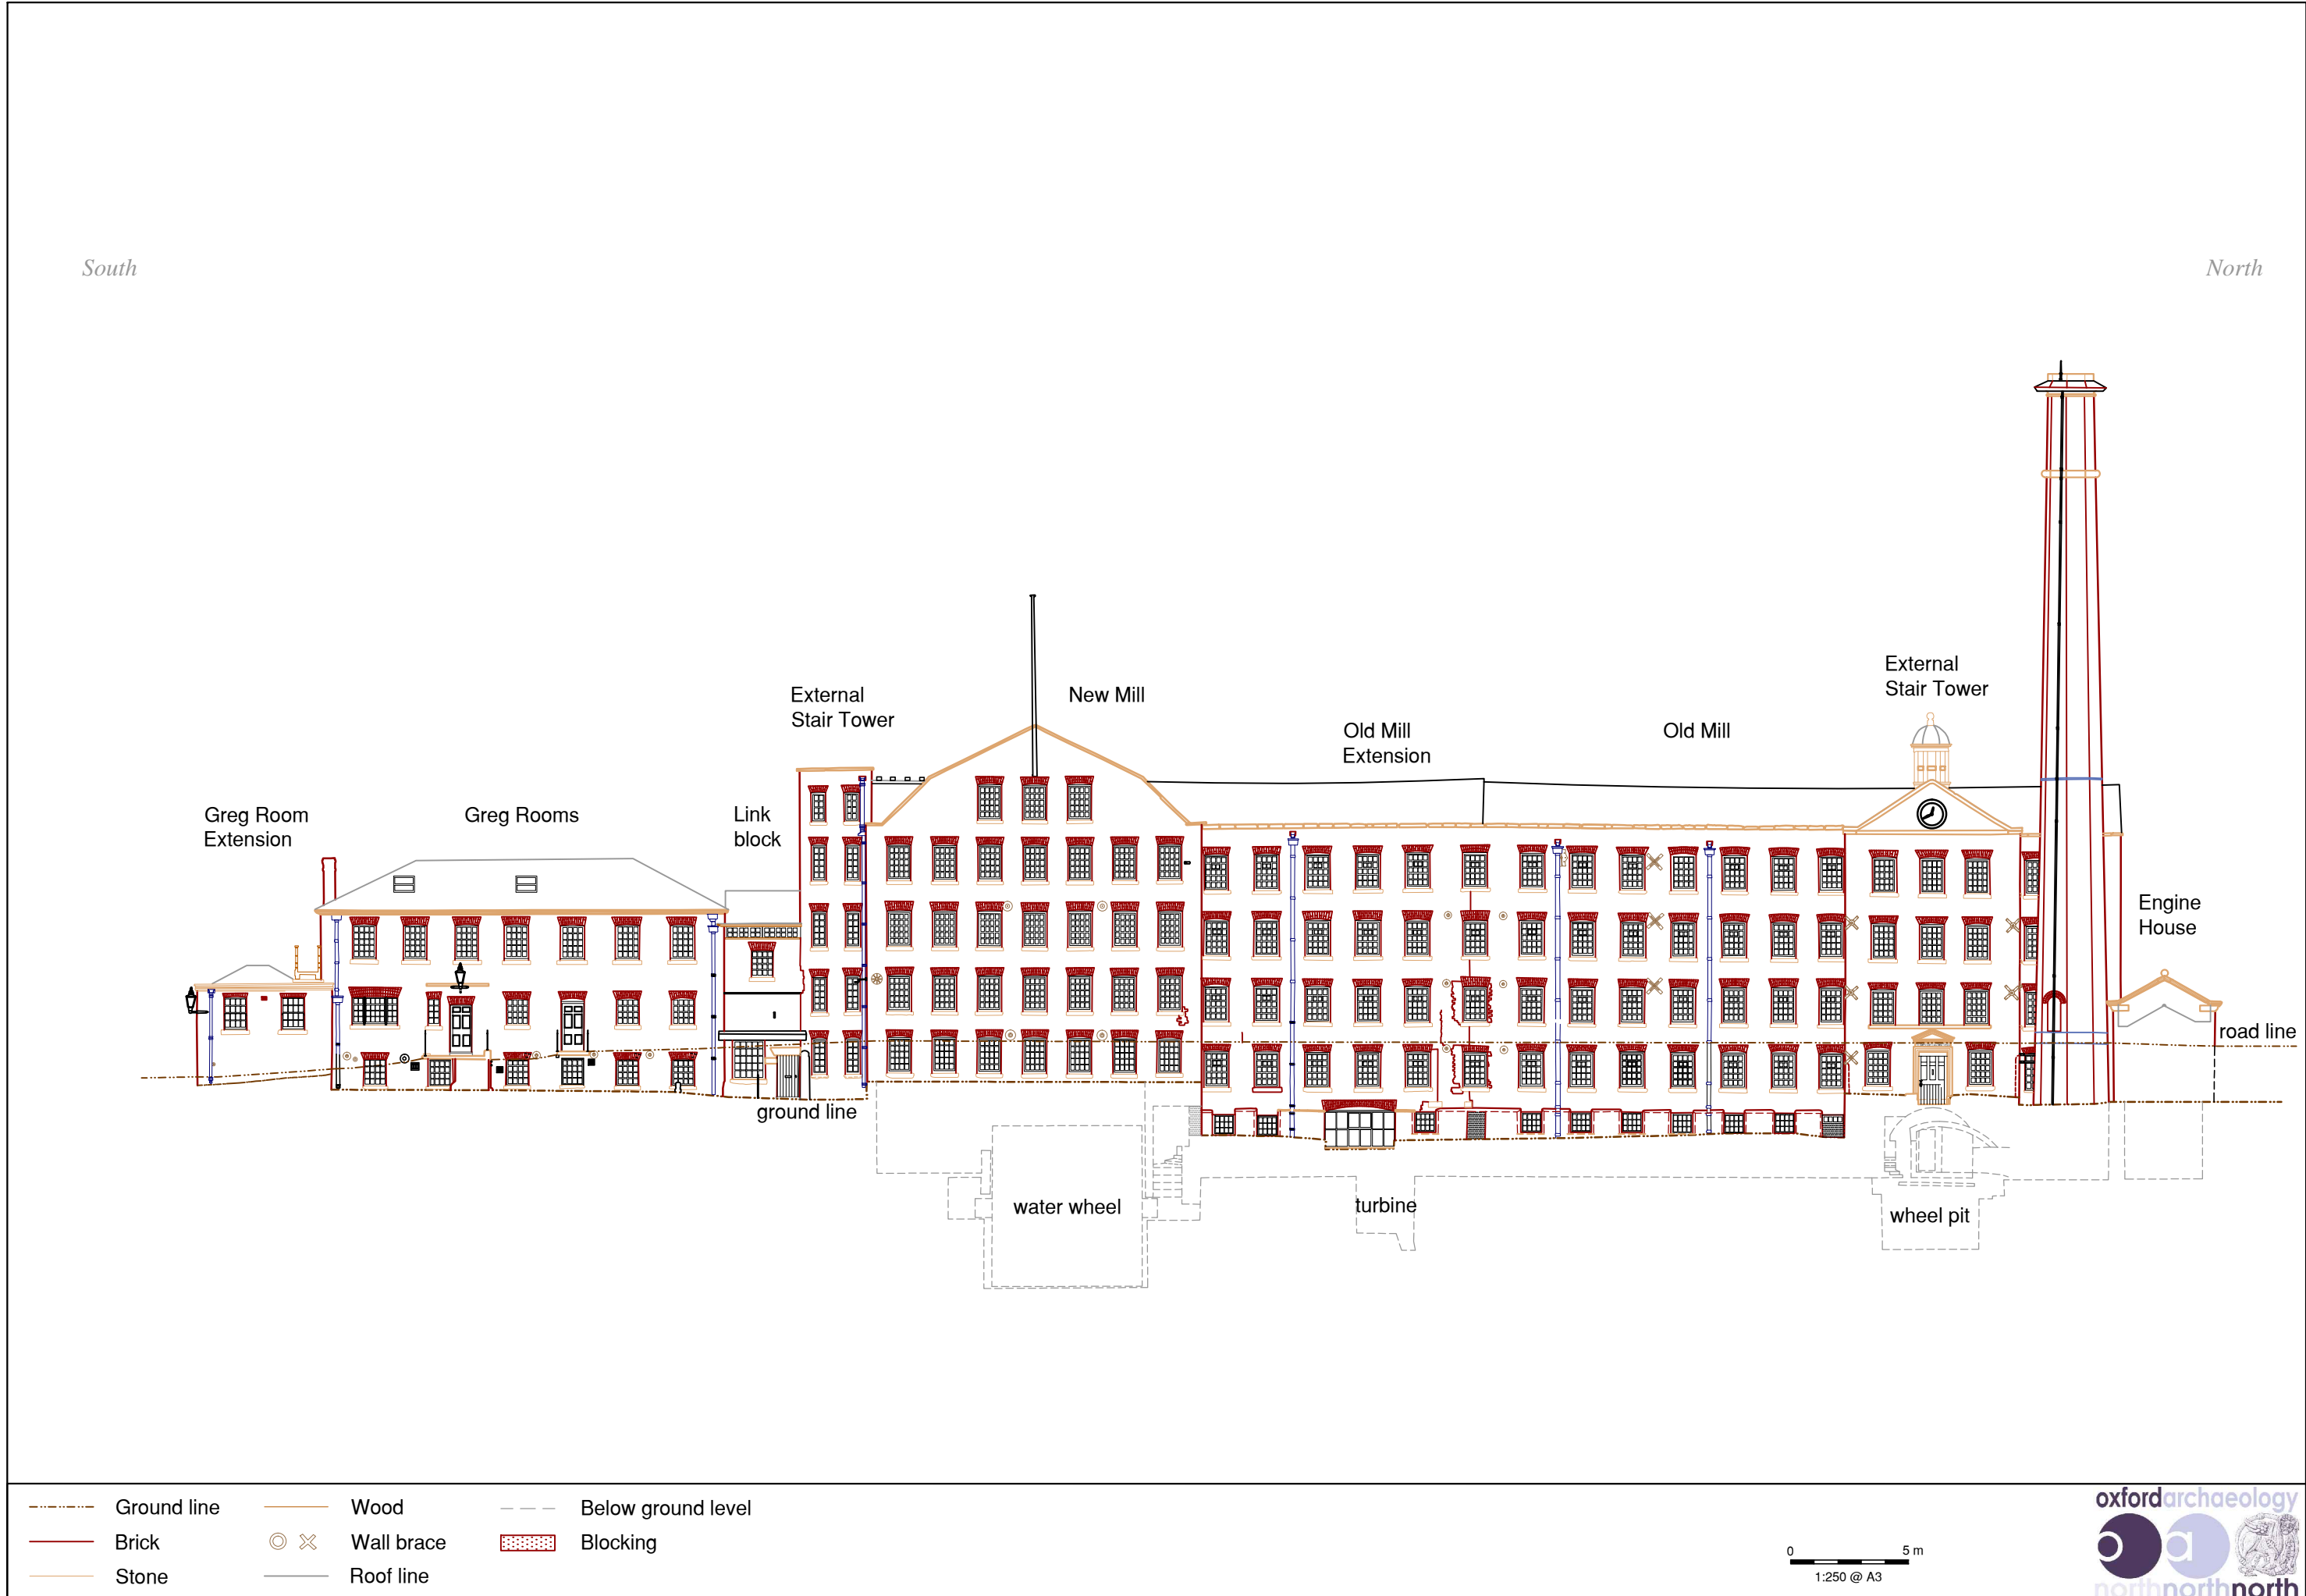 South
North
External
Stair Tower
New Mill
External
Stair Tower
Old Mill
Extension
Old Mill
Greg Room
Extension
Greg Rooms
Link
block
Engine
House
road line
ground line
water wheel
turbine
wheel pit
Ground line
Wood
Below ground level
Brick
Wall brace
Blocking
Stone
Roof line
0
5 m
1:250 @ A3
oxfordarchaeology
oa
northnorthnorth